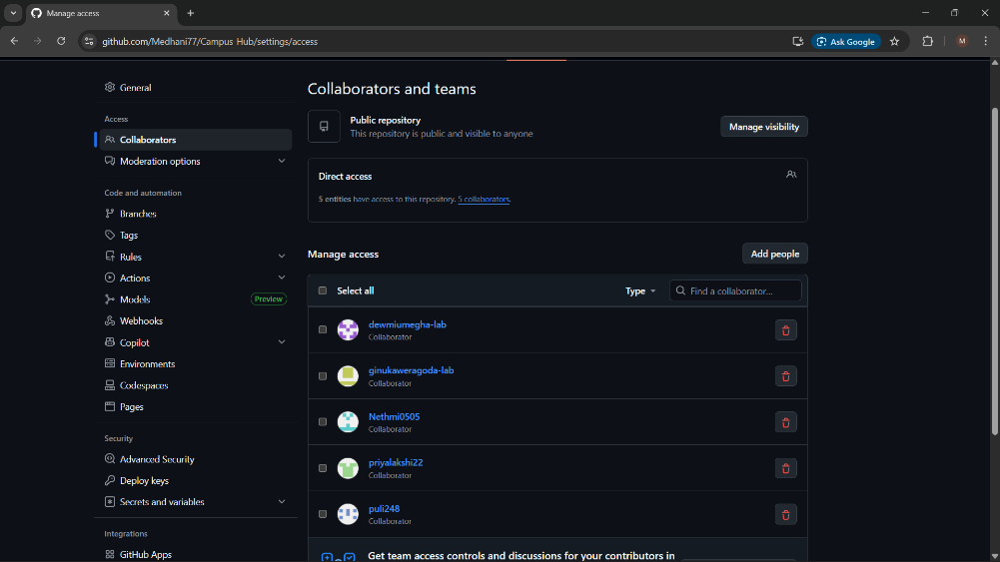 Manage access
github.com/Medhani77/Campus_Hub/settings/access
Ask Google
M
General
Access
Collaborators
Moderation options
Code and automation
Branches
Tags
Rules
Actions
Models
Preview
Webhooks
Copilot
Environments
Codespaces
Pages
Security
Advanced Security
Deploy keys
Secrets and variables
Integrations
GitHub Apps
Collaborators and teams
Public repository
This repository is public and visible to anyone
Manage visibility
Direct access
5 entities have access to this repository. 5 collaborators.
Manage access
Add people
Select all
Type
Find a collaborator...
dewmiumegha-lab
Collaborator
ginukaweragoda-lab
Collaborator
Nethmi0505
Collaborator
priyalakshi22
Collaborator
puli248
Collaborator
Get team access controls and discussions for your contributors in